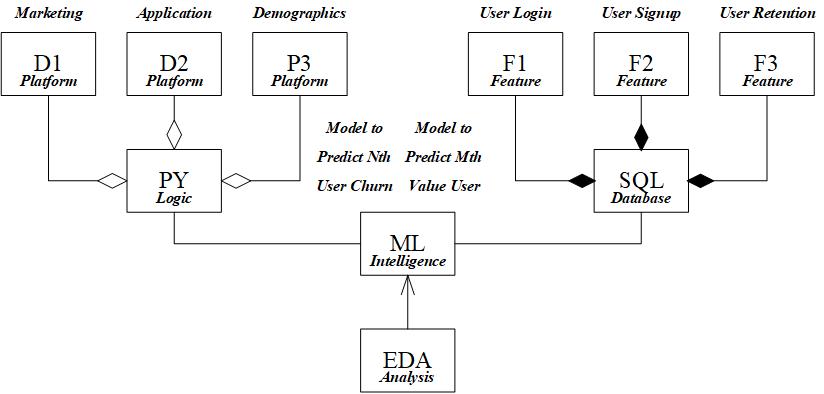 Marketing
Application
Demographics
User Login
User Signup
User Retention
D1
Platform
D2
Platform
P3
Platform
F1
Feature
F2
Feature
F3
Feature
Model to
Predict Nth
User Churn
Model to
Predict Mth
Value User
PY
Logic
SQL
Database
ML
Intelligence
EDA
Analysis